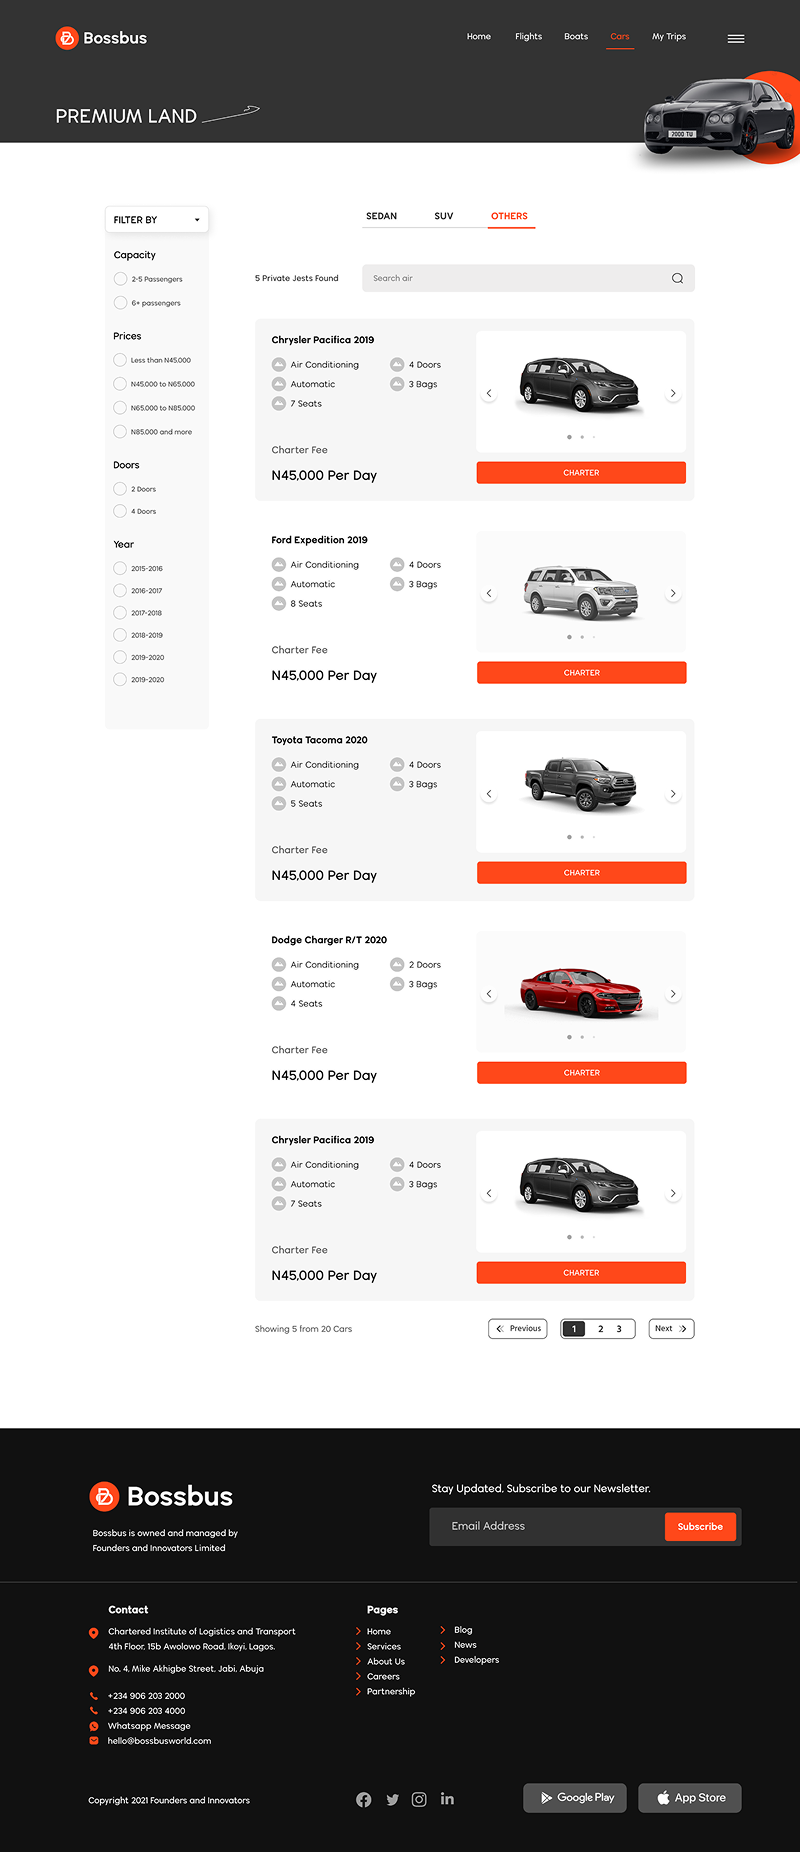 Bossbus
Home Flights Boats Cars My Trips
PREMIUM LAND
2000 TU
FILTER BY
Capacity
2-5 Passengers
6+ passengers
Prices
Less than N45.000
N45.000 to N65.000
N65.000 to N85.000
N85.000 and more
Doors
2 Doors
4 Doors
Year
2015-2016
2016-2017
2017-2018
2018-2019
2019-2020
2019-2020
SEDAN SUV OTHERS
5 Private Jests Found
Search air
Chrysler Pacifica 2019
Air Conditioning 4 Doors
Automatic 3 Bags
7 Seats
Charter Fee
N45,000 Per Day
CHARTER
Ford Expedition 2019
Air Conditioning 4 Doors
Automatic 3 Bags
8 Seats
Charter Fee
N45,000 Per Day
CHARTER
Toyota Tacoma 2020
Air Conditioning 4 Doors
Automatic 3 Bags
5 Seats
Charter Fee
N45,000 Per Day
CHARTER
Dodge Charger R/T 2020
Air Conditioning 2 Doors
Automatic 3 Bags
4 Seats
Charter Fee
N45,000 Per Day
CHARTER
Chrysler Pacifica 2019
Air Conditioning 4 Doors
Automatic 3 Bags
7 Seats
Charter Fee
N45,000 Per Day
CHARTER
Showing 5 from 20 Cars
Previous 1 2 3 Next
Bossbus
Bossbus is owned and managed by
Founders and Innovators Limited
Stay Updated, Subscribe to our Newsletter.
Email Address
Subscribe
Contact
Chartered Institute of Logistics and Transport
4th Floor, 15b Awolowo Road, Ikoyi, Lagos.
No. 4, Mike Akhigbe Street, Jabi, Abuja
+234 906 203 2000
+234 906 203 4000
Whatsapp Message
hello@bossbusworld.com
Pages
Home
Services
About Us
Careers
Partnership
Blog
News
Developers
Copyright 2021 Founders and Innovators
Google Play
App Store